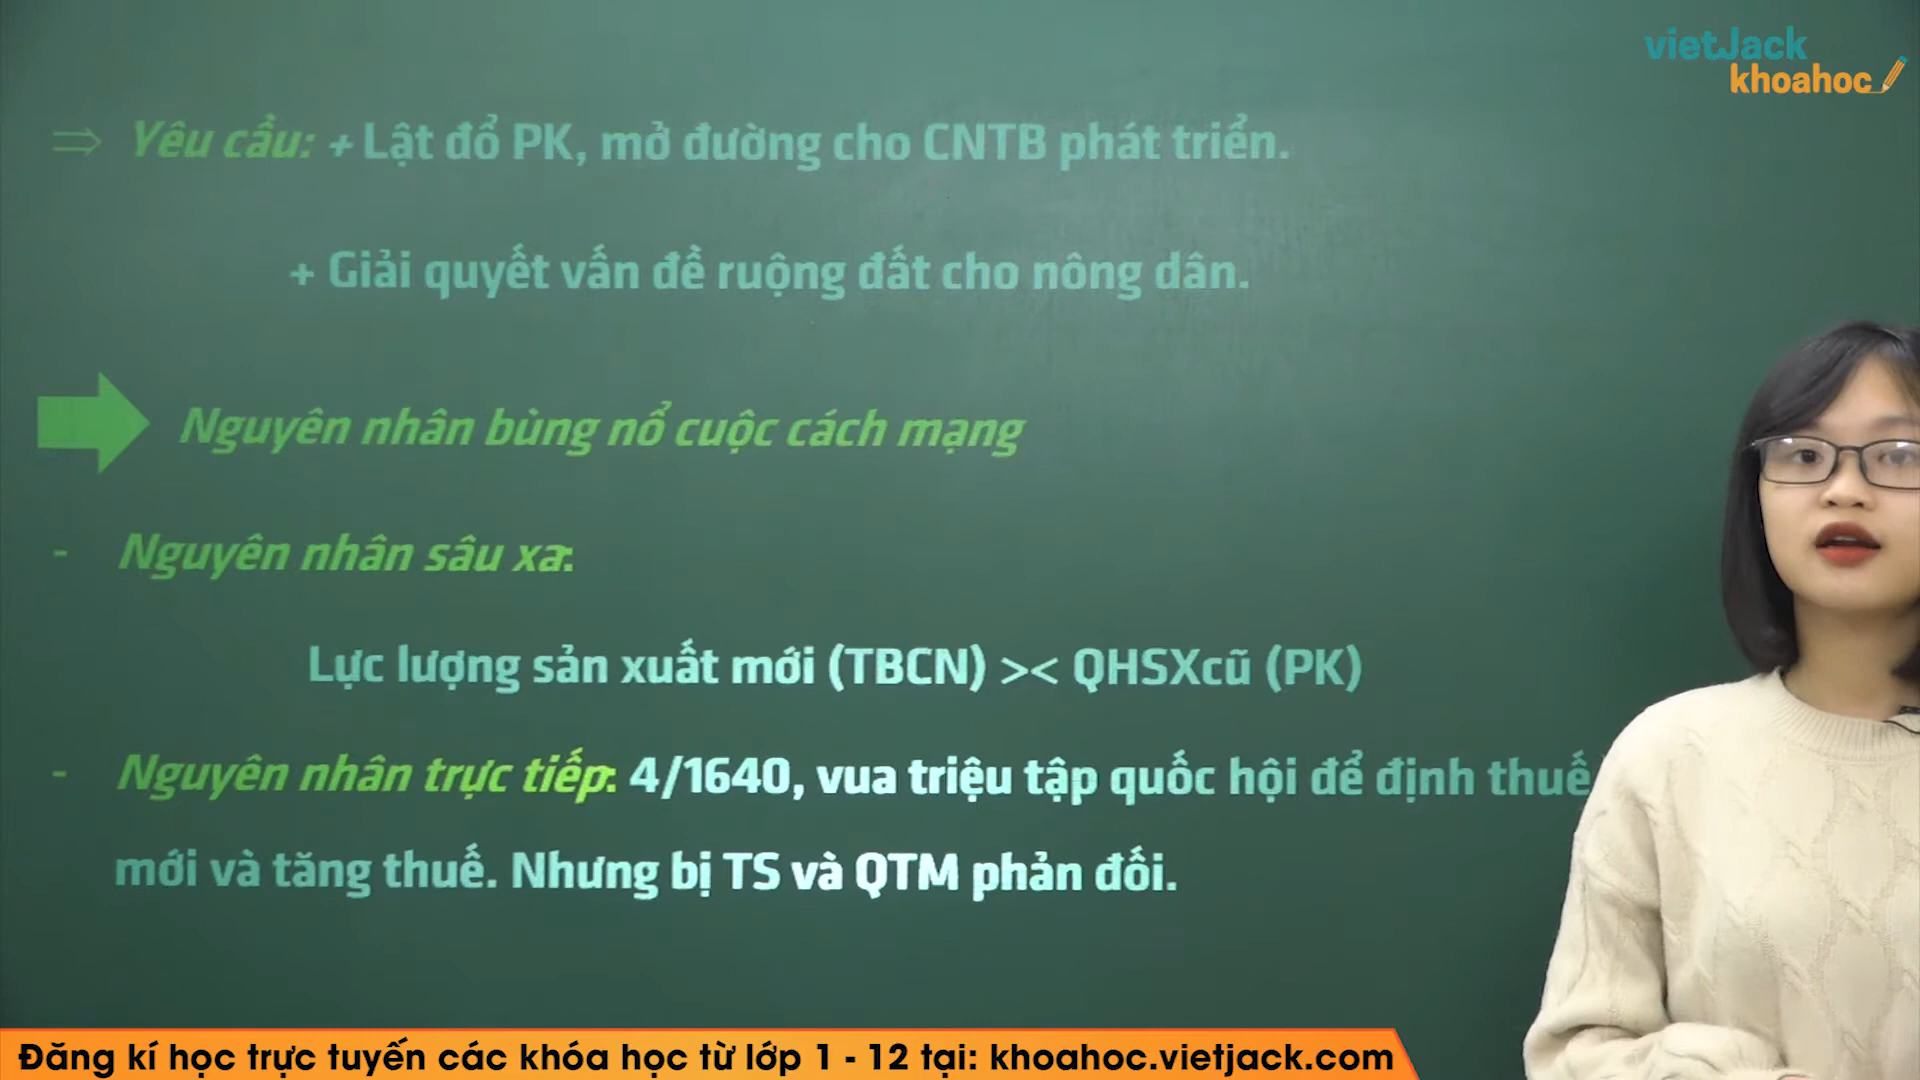 vietJack
khoahoc
⇒ Yêu cầu: + Lật đổ PK, mở đường cho CNTB phát triển.
+ Giải quyết vấn đề ruộng đất cho nông dân.
Nguyên nhân bùng nổ cuộc cách mạng
- Nguyên nhân sâu xa:
Lực lượng sản xuất mới (TBCN) >< QHSXcũ (PK)
- Nguyên nhân trực tiếp: 4/1640, vua triệu tập quốc hội để định thuế
mới và tăng thuế. Nhưng bị TS và QTM phản đối.
Đăng kí học trực tuyến các khóa học từ lớp 1 - 12 tại: khoahoc.vietjack.com